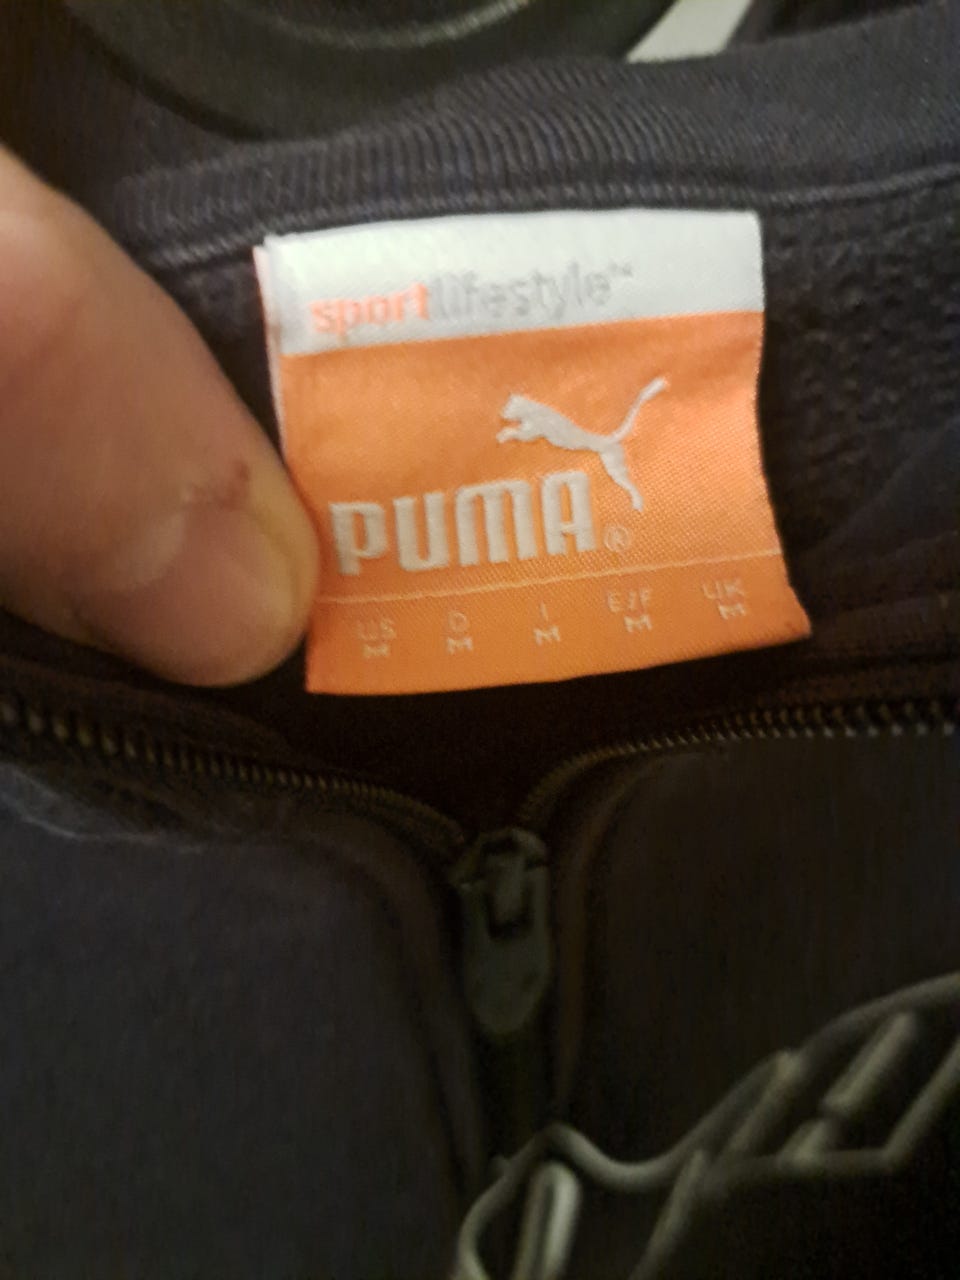 sportlifestyle™
PUMA®
US D I E/F UK
M M M M M